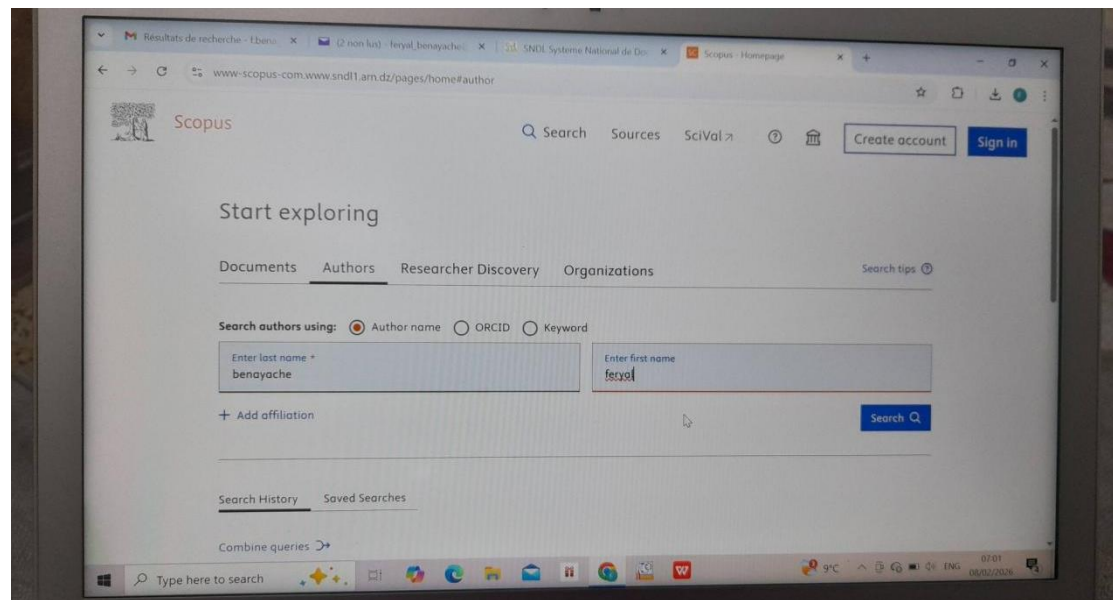 Résultats de recherche - f.bena
(2 non lus) - feryal_benayache
SNDL Systeme National de Do
Scopus - Homepage
www-scopus-com.www.sndl1.arn.dz/pages/home#author
Scopus
Search Sources SciVal
Create account
Sign in
Start exploring
Documents Authors Researcher Discovery Organizations
Search tips
Search authors using: Author name ORCID Keyword
Enter last name *
benayache
Enter first name
feryal
+ Add affiliation
Search
Search History Saved Searches
Combine queries
Type here to search
9°C
ENG
07:01
08/02/2026